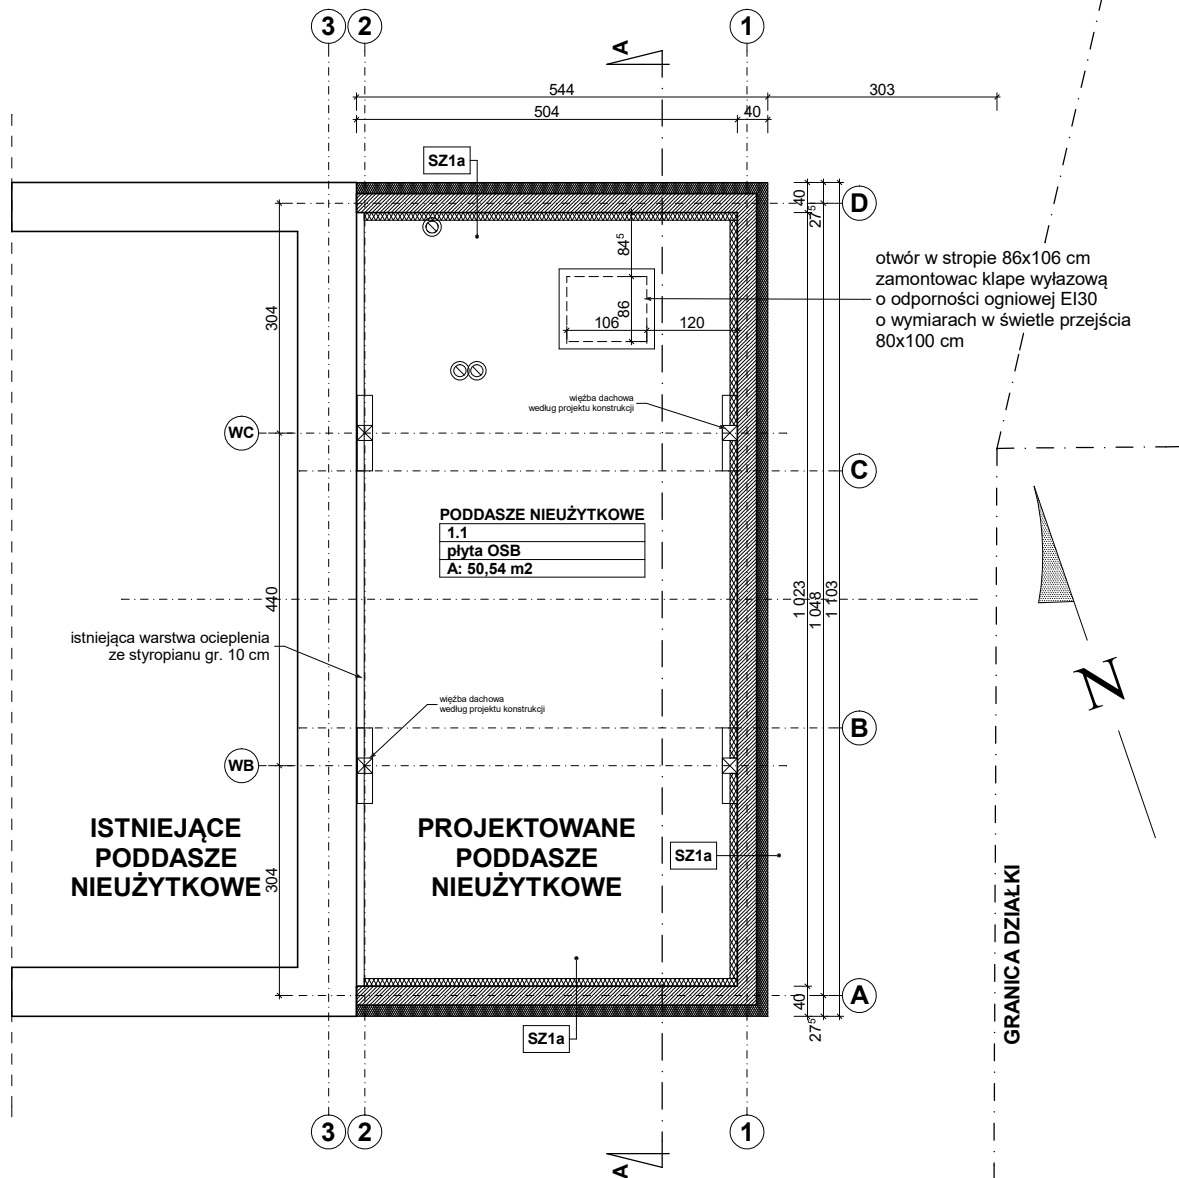 3
2
1
A
544
303
504
40
SZ1a
40
27⁵
D
84⁵
86
106
120
otwór w stropie 86x106 cm
zamontowac klape wyłazową
o odporności ogniowej EI30
o wymiarach w świetle przejścia
80x100 cm
304
więźba dachowa
według projektu konstrukcji
WC
C
PODDASZE NIEUŻYTKOWE
1.1
płyta OSB
A: 50,54 m2
440
1 023
1 048
1 103
istniejąca warstwa ocieplenia
ze styropianu gr. 10 cm
N
więźba dachowa
według projektu konstrukcji
B
WB
ISTNIEJĄCE
PODDASZE
NIEUŻYTKOWE
304
PROJEKTOWANE
PODDASZE
NIEUŻYTKOWE
SZ1a
GRANICA DZIAŁKI
A
40
27⁵
SZ1a
3
2
1
A